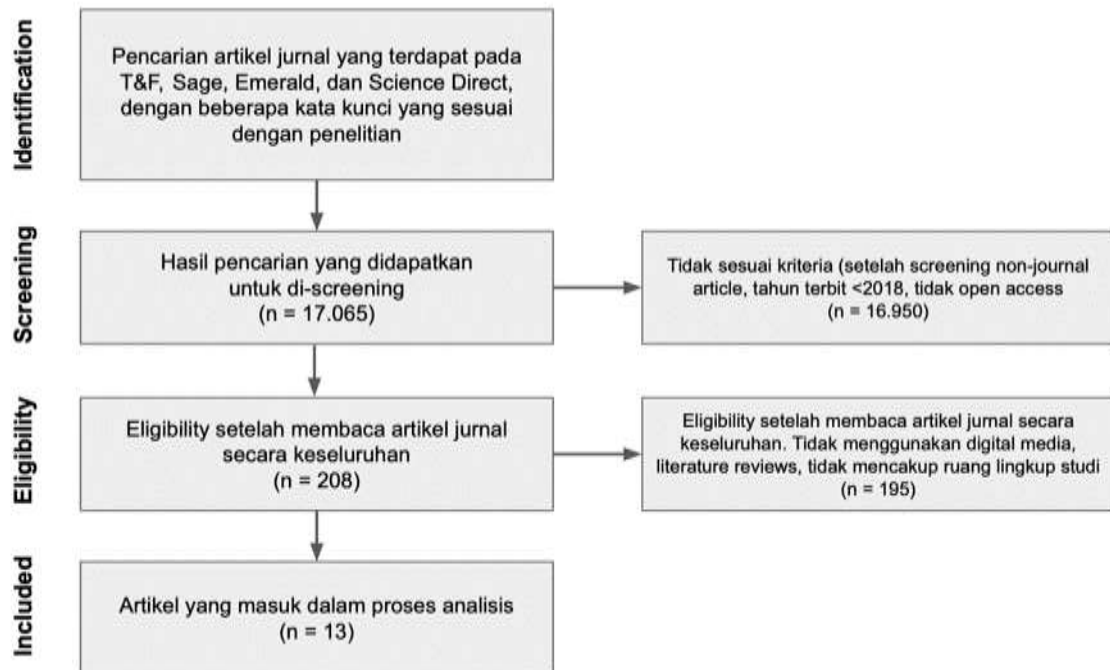 Identification
Pencarian artikel jurnal yang terdapat pada
T&F, Sage, Emerald, dan Science Direct,
dengan beberapa kata kunci yang sesuai
dengan penelitian
Screening
Hasil pencarian yang didapatkan
untuk di-screening
(n = 17.065)
Tidak sesuai kriteria (setelah screening non-journal
article, tahun terbit <2018, tidak open access
(n = 16.950)
Eligibility
Eligibility setelah membaca artikel jurnal
secara keseluruhan
(n = 208)
Eligibility setelah membaca artikel jurnal secara
keseluruhan. Tidak menggunakan digital media,
literature reviews, tidak mencakup ruang lingkup studi
(n = 195)
Included
Artikel yang masuk dalam proses analisis
(n = 13)